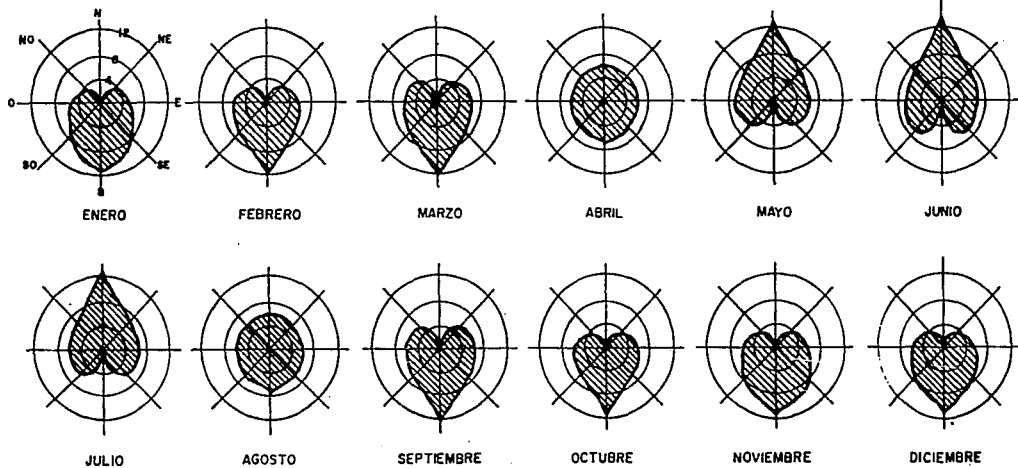 N
NO 12 NE
8
4
O E
SO SE
S
ENERO FEBRERO MARZO ABRIL MAYO JUNIO
JULIO AGOSTO SEPTIEMBRE OCTUBRE NOVIEMBRE DICIEMBRE